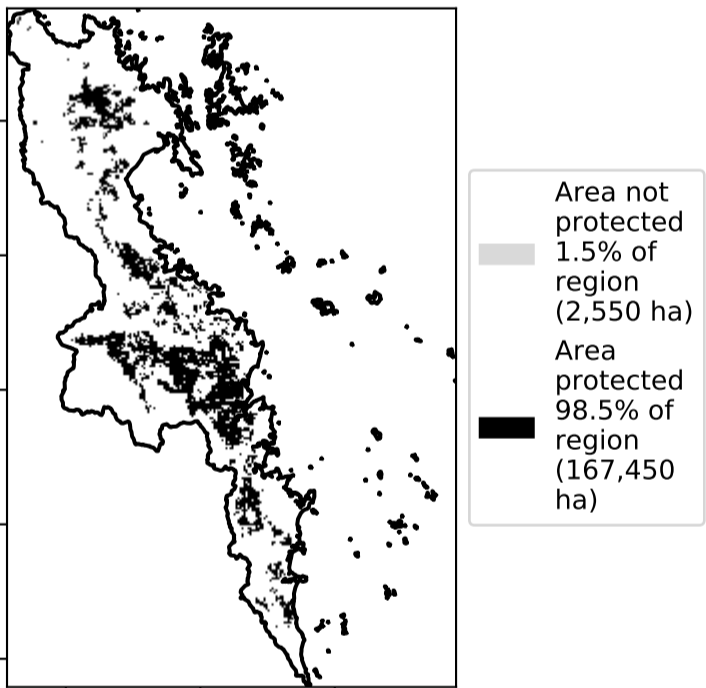 Area not
protected
1.5% of
region
(2,550 ha)
Area
protected
98.5% of
region
(167,450
ha)